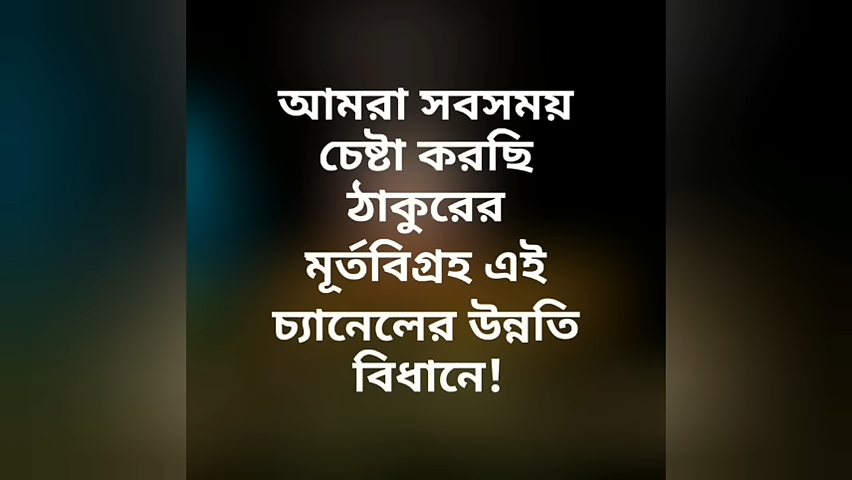 আমরা সবসময়
চেষ্টা করছি
ঠাকুরের
মূর্তবিগ্রহ এই
চ্যানেলের উন্নতি
বিধানে!